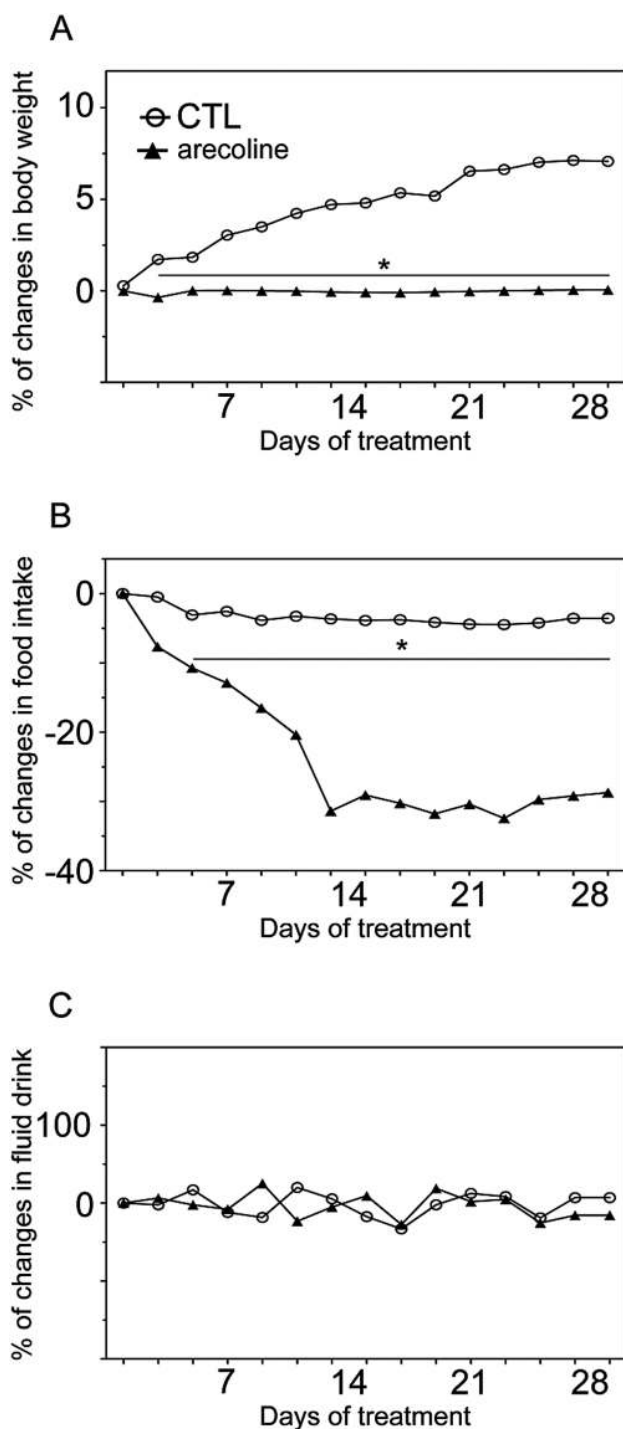 A
% of changes in body weight
10
CTL
arecoline
5
*
0
7 14 21 28
Days of treatment
B
% of changes in food intake
0
*
-20
-40
7 14 21 28
Days of treatment
C
% of changes in fluid drink
100
0
7 14 21 28
Days of treatment